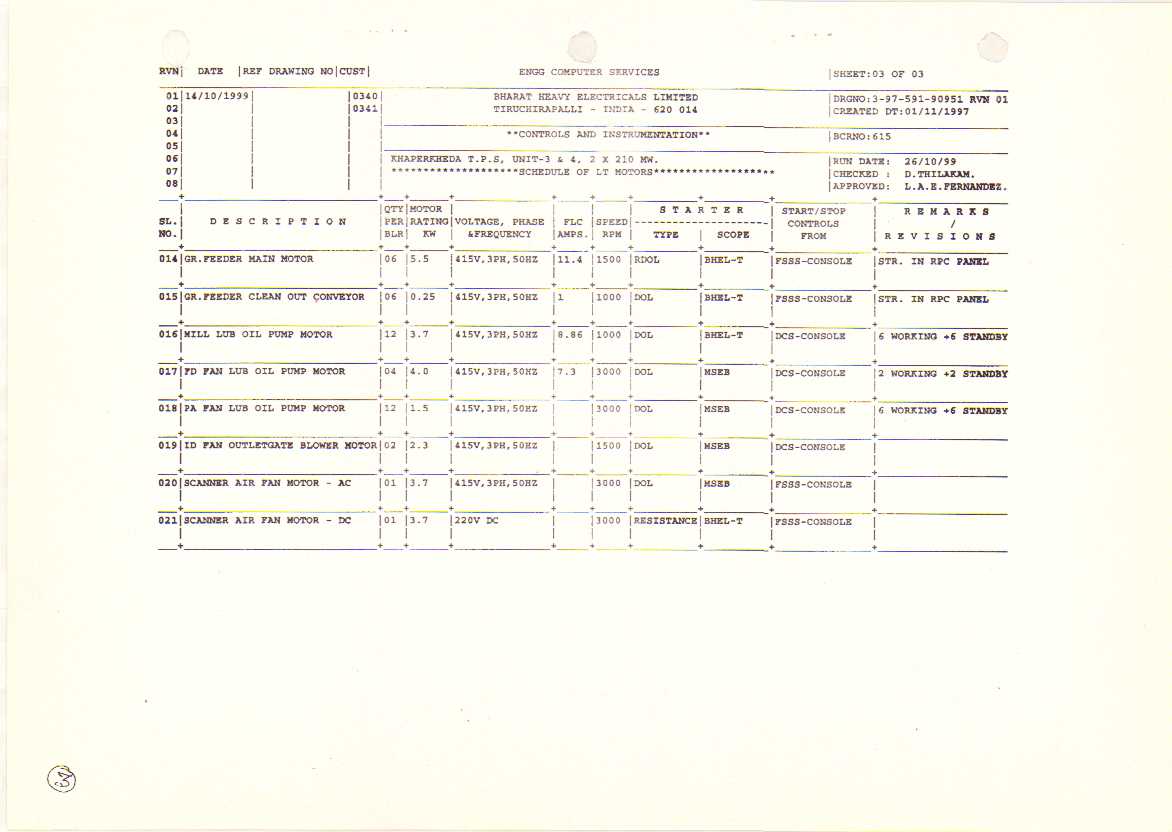 RVN| DATE |REF DRAWING NO|CUST| ENGG COMPUTER SERVICES |SHEET:03 OF 03
01|14/10/1999| |0340| BHARAT HEAVY ELECTRICALS LIMITED |DRGNO:3-97-591-90951 RVN 01
02| | |0341| TIRUCHIRAPALLI - INDIA - 620 014 |CREATED DT:01/11/1997
03|
04| **CONTROLS AND INSTRUMENTATION** |BCRNO:615
05|
06| KHAPERKHEDA T.P.S, UNIT-3 & 4, 2 X 210 MW. |RUN DATE: 26/10/99
07| ********************SCHEDULE OF LT MOTORS******************* |CHECKED : D.THILAKAM.
08| |APPROVED: L.A.E.FERNANDEZ.
|QTY|MOTOR | | | | S T A R T E R | START/STOP | R E M A R K S
SL.| D E S C R I P T I O N |PER|RATING|VOLTAGE, PHASE | FLC |SPEED|---------------------| CONTROLS | /
NO.| |BLR| KW | &FREQUENCY |AMPS.| RPM | TYPE | SCOPE | FROM | R E V I S I O N S
014|GR.FEEDER MAIN MOTOR |06 |5.5 |415V,3PH,50HZ |11.4 |1500 |RDOL |BHEL-T |FSSS-CONSOLE |STR. IN RPC PANEL
015|GR.FEEDER CLEAN OUT CONVEYOR |06 |0.25 |415V,3PH,50HZ |1 |1000 |DOL |BHEL-T |FSSS-CONSOLE |STR. IN RPC PANEL
016|MILL LUB OIL PUMP MOTOR |12 |3.7 |415V,3PH,50HZ |8.86 |1000 |DOL |BHEL-T |DCS-CONSOLE |6 WORKING +6 STANDBY
017|FD FAN LUB OIL PUMP MOTOR |04 |4.0 |415V,3PH,50HZ |7.3 |3000 |DOL |MSEB |DCS-CONSOLE |2 WORKING +2 STANDBY
018|PA FAN LUB OIL PUMP MOTOR |12 |1.5 |415V,3PH,50HZ | |3000 |DOL |MSEB |DCS-CONSOLE |6 WORKING +6 STANDBY
019|ID FAN OUTLETGATE BLOWER MOTOR|02 |2.3 |415V,3PH,50HZ | |1500 |DOL |MSEB |DCS-CONSOLE |
020|SCANNER AIR FAN MOTOR - AC |01 |3.7 |415V,3PH,50HZ | |3000 |DOL |MSEB |FSSS-CONSOLE |
021|SCANNER AIR FAN MOTOR - DC |01 |3.7 |220V DC | |3000 |RESISTANCE|BHEL-T |FSSS-CONSOLE |
3